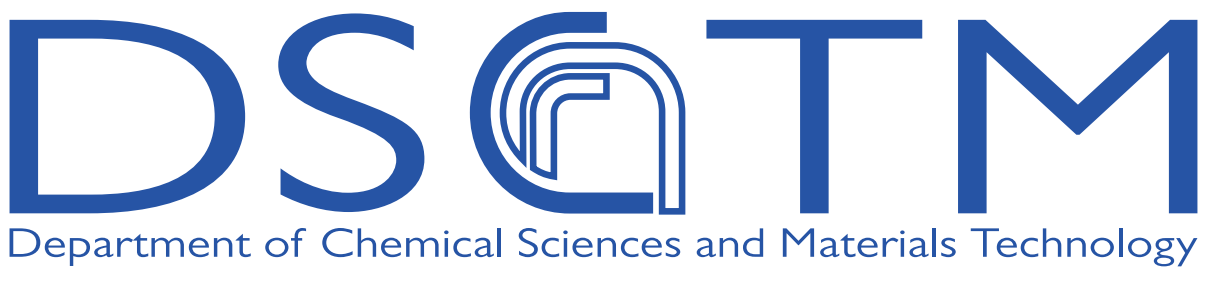 DSCTM
Department of Chemical Sciences and Materials Technology